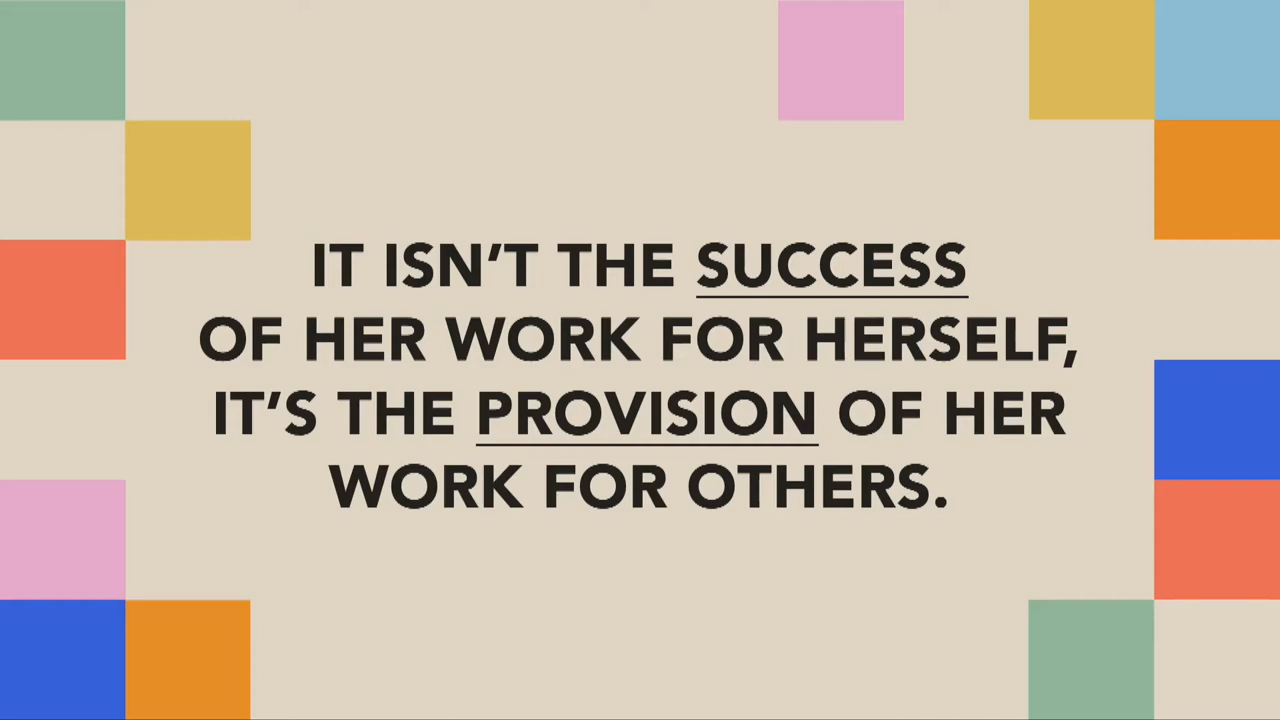 IT ISN’T THE SUCCESS
OF HER WORK FOR HERSELF,
IT’S THE PROVISION OF HER
WORK FOR OTHERS.